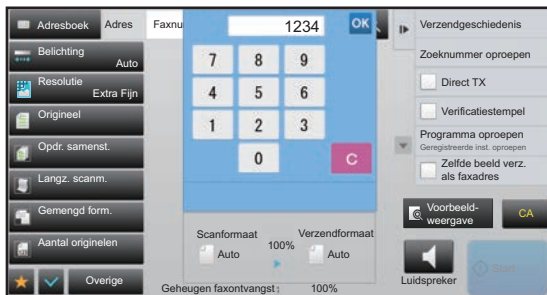 Adresboek
Adres
Faxnu
1234
OK
Verzendgeschiedenis
Belichting
Auto
7 8 9
Zoeknummer oproepen
Resolutie
Extra Fijn
4 5 6
Direct TX
Origineel
Verificatiestempel
1 2 3
Opdr. samenst.
Programma oproepen
Geregistreerde inst. oproepen
0 C
Langz. scanm.
Zelfde beeld verz.
als faxadres
Gemengd form.
Voorbeeld-
weergave
CA
Scanformaat
Auto
100%
Verzendformaat
Auto
Aantal originelen
Overige
Luidspreker
Start
Geheugen faxontvangst: 100%